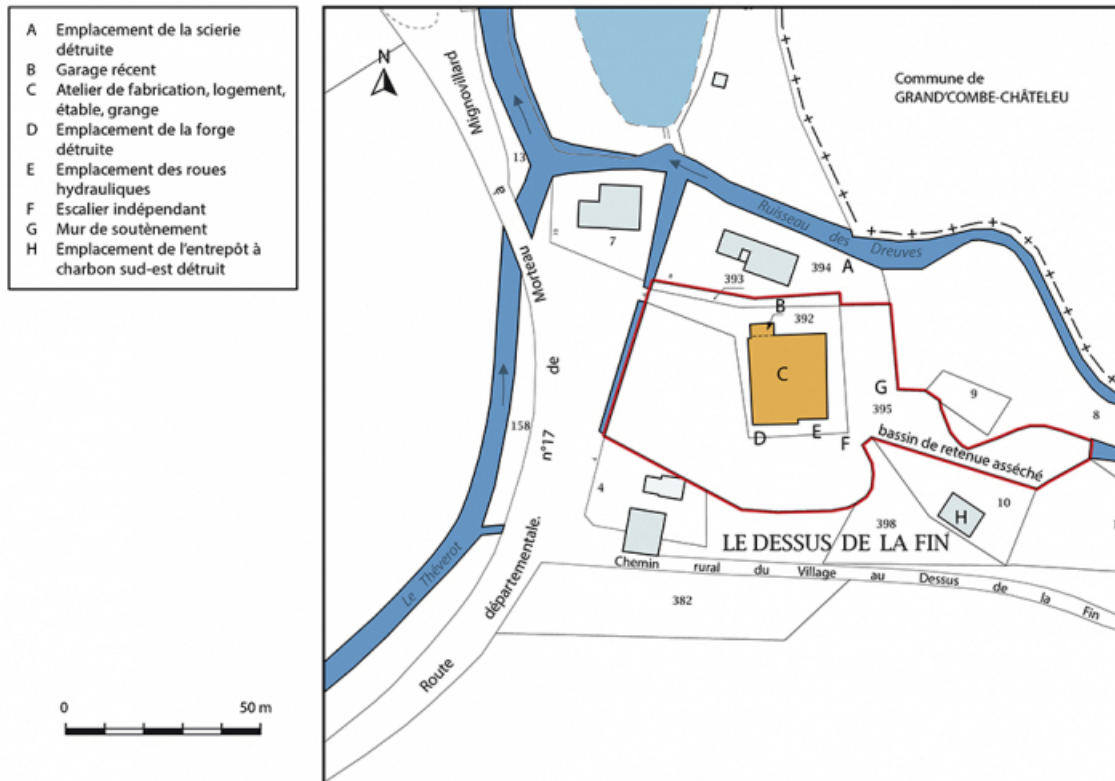 A Emplacement de la scierie
détruite
B Garage récent
C Atelier de fabrication, logement,
étable, grange
D Emplacement de la forge
détruite
E Emplacement des roues
hydrauliques
F Escalier indépendant
G Mur de soutènement
H Emplacement de l'entrepôt à
charbon sud-est détruit
0 50 m
N
Commune de
GRAND'COMBE-CHÂTELEU
Mignovillard
à
Morteau
de
n°17
départementale.
Route
13
7
Ruisseau des Dreuves
394
A
393
B
392
C
G
395
9
8
D
E
F
bassin de retenue asséché
158
4
10
H
398
LE DESSUS DE LA FIN
Chemin rural du Village au Dessus de la Fin
382
Le Théverot